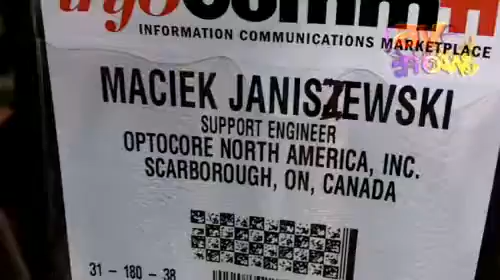 INFORMATION COMMUNICATIONS MARKETPLACE
MACIEK JANISZEWSKI
SUPPORT ENGINEER
OPTOCORE NORTH AMERICA, INC.
SCARBOROUGH, ON, CANADA
31 - 180 - 38